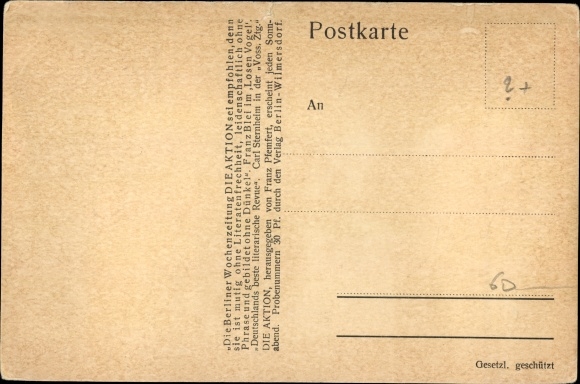 „Die Berliner Wochenzeitung DIE AKTION sei empfohlen, denn
sie ist mutig ohne Literatenfrechheit, leidenschaftlich ohne
Phrase und gebildet ohne Dünkel“. Franz Blei im ‚Losen Vogel‘.
„Deutschlands beste literarische Revue“. Carl Sternheim in der „Voss. Ztg.“
DIE AKTION, herausgegeben von Franz Pfemfert, erscheint jeden Sonn-
abend. Probenummern 30 Pf. durch den Verlag Berlin-Wilmersdorf.
Postkarte
An
Gesetzl. geschützt